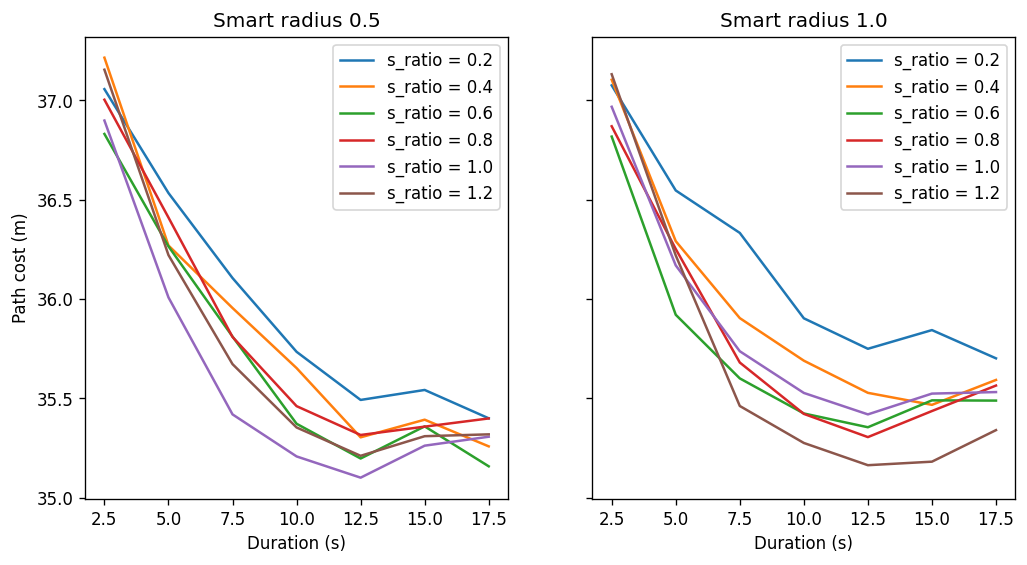 Smart radius 0.5
s_ratio = 0.2
s_ratio = 0.4
s_ratio = 0.6
s_ratio = 0.8
s_ratio = 1.0
s_ratio = 1.2
37.0
36.5
36.0
35.5
35.0
Path cost (m)
2.5 5.0 7.5 10.0 12.5 15.0 17.5
Duration (s)
Smart radius 1.0
s_ratio = 0.2
s_ratio = 0.4
s_ratio = 0.6
s_ratio = 0.8
s_ratio = 1.0
s_ratio = 1.2
2.5 5.0 7.5 10.0 12.5 15.0 17.5
Duration (s)